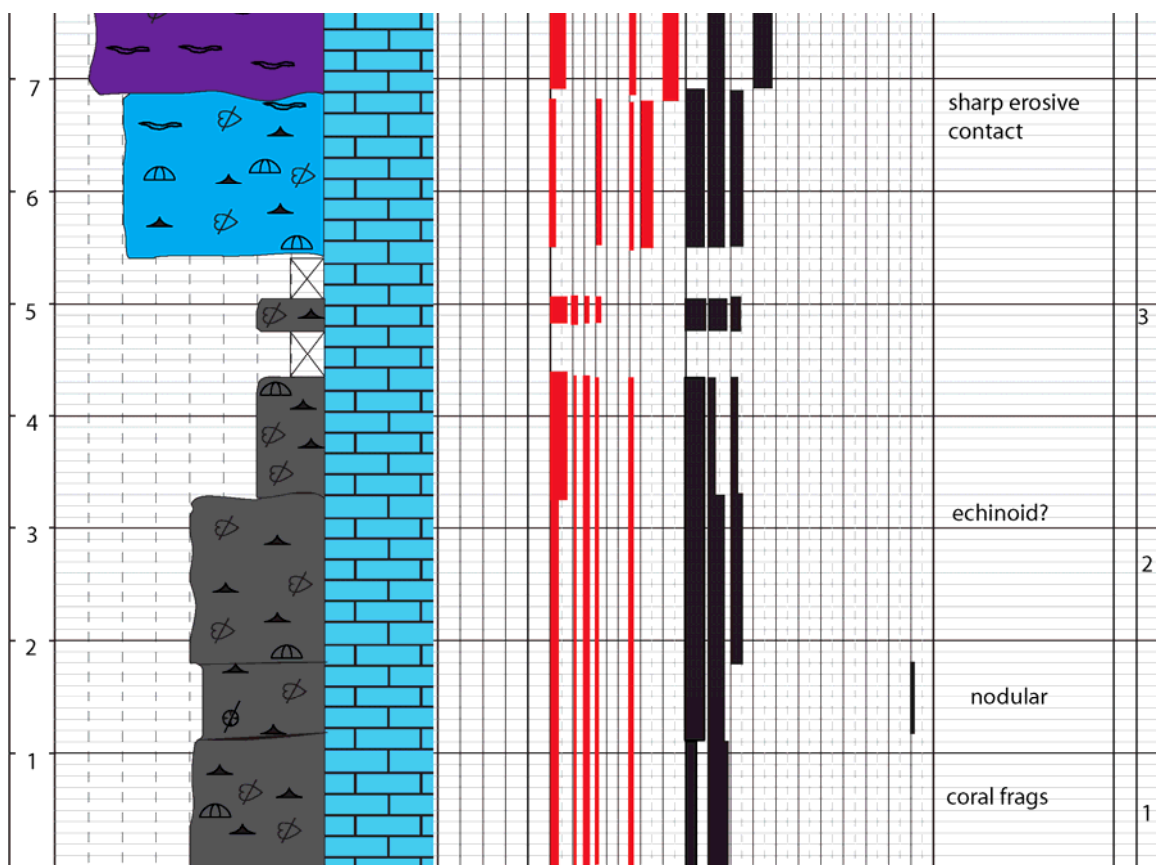 7
sharp erosive
contact
6
5
3
4
3
echinoid?
2
2
nodular
1
coral frags
1